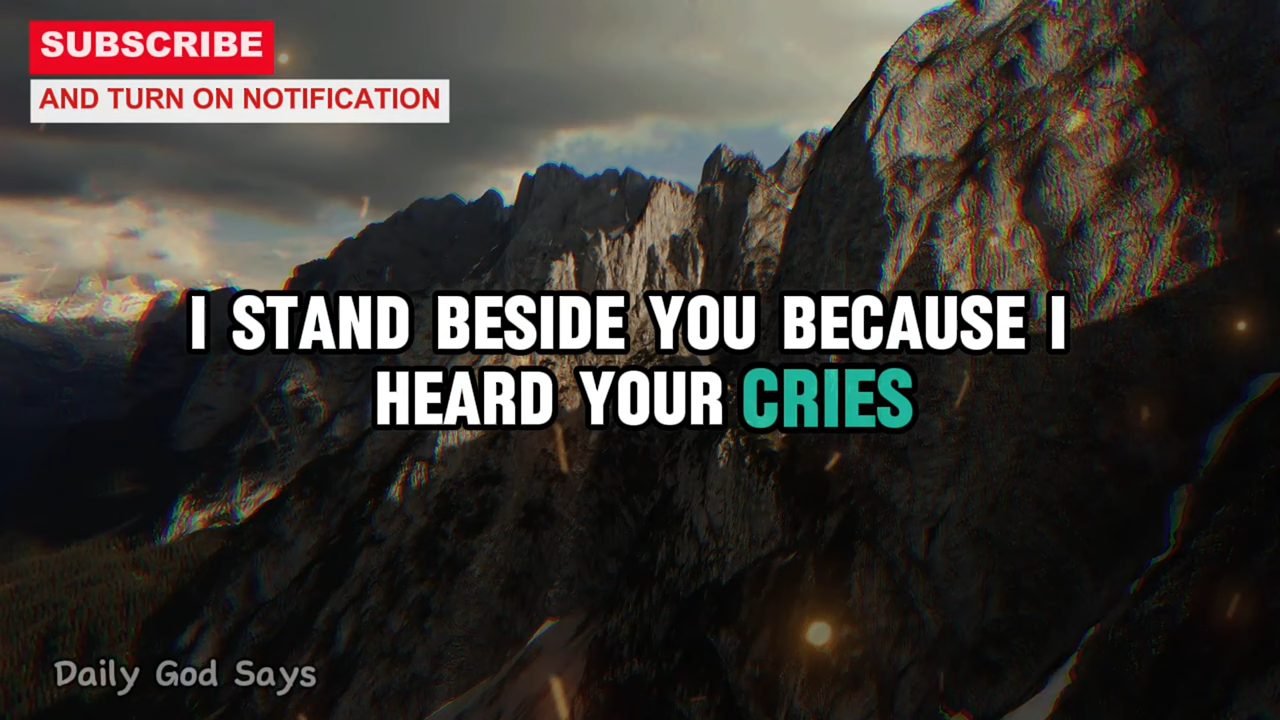 SUBSCRIBE
AND TURN ON NOTIFICATION
I STAND BESIDE YOU BECAUSE I
HEARD YOUR CRIES
Daily God Says